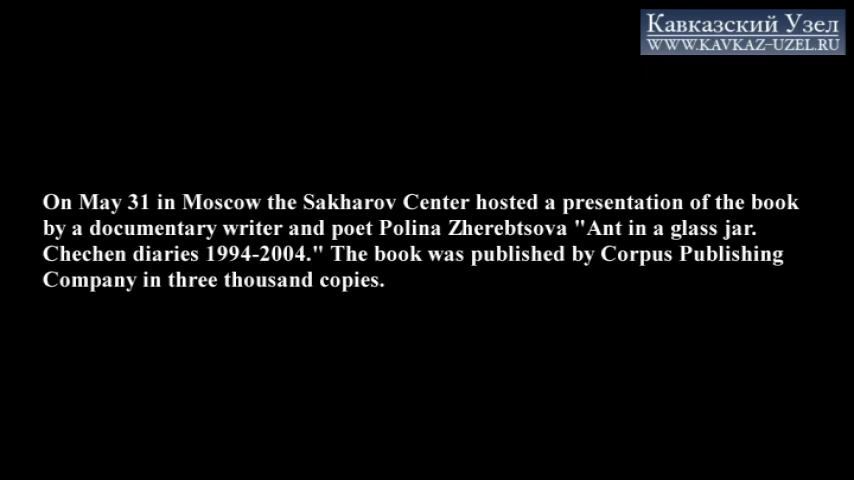 Кавказский Узел
WWW.KAVKAZ-UZEL.RU
On May 31 in Moscow the Sakharov Center hosted a presentation of the book
by a documentary writer and poet Polina Zherebtsova "Ant in a glass jar.
Chechen diaries 1994-2004." The book was published by Corpus Publishing
Company in three thousand copies.